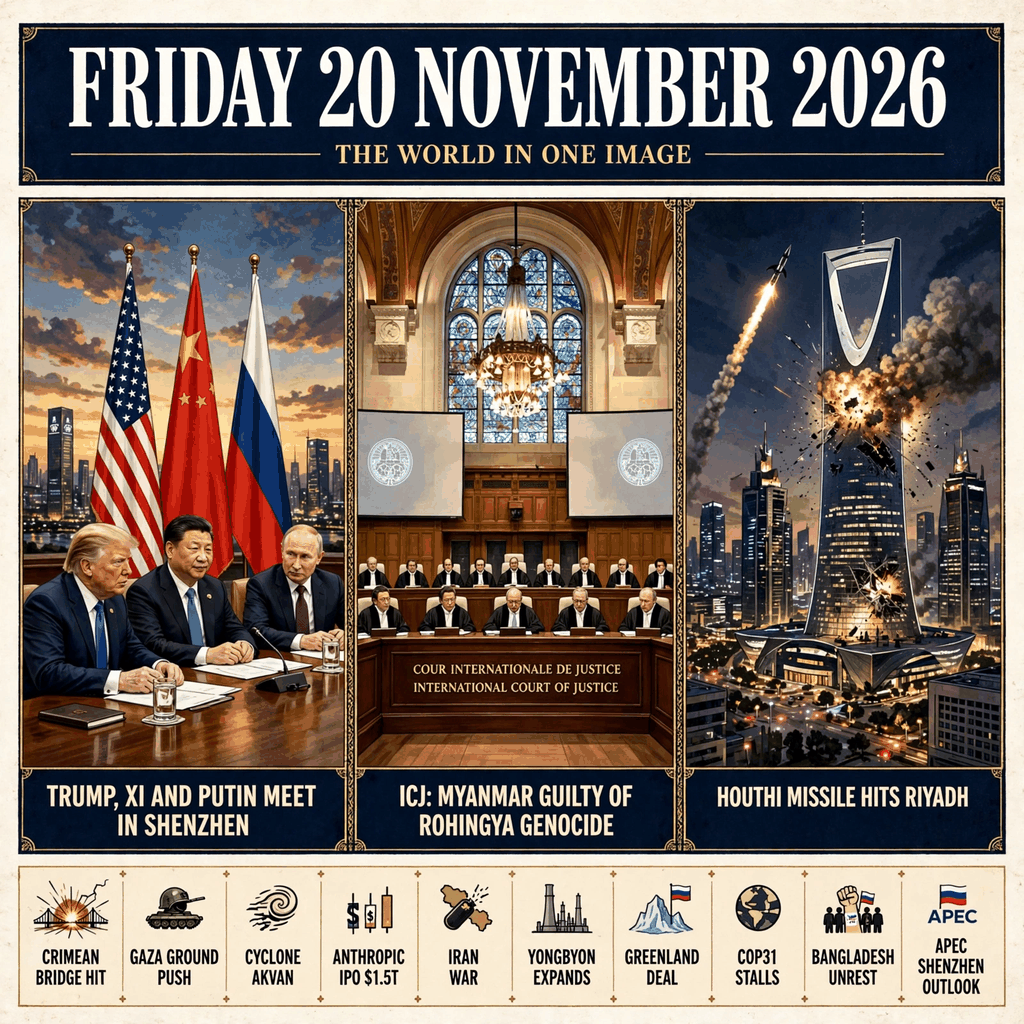 FRIDAY 20 NOVEMBER 2026
THE WORLD IN ONE IMAGE
COUR INTERNATIONALE DE JUSTICE
INTERNATIONAL COURT OF JUSTICE
TRUMP, XI AND PUTIN MEET
IN SHENZHEN
ICJ: MYANMAR GUILTY OF
ROHINGYA GENOCIDE
HOUTHI MISSILE HITS RIYADH
$ $
APEC
CRIMEAN
BRIDGE HIT
GAZA GROUND
PUSH
CYCLONE
AKVAN
ANTHROPIC
IPO $1.5T
IRAN
WAR
YONGBYON
EXPANDS
GREENLAND
DEAL
COP31
STALLS
BANGLADESH
UNREST
APEC
SHENZHEN
OUTLOOK